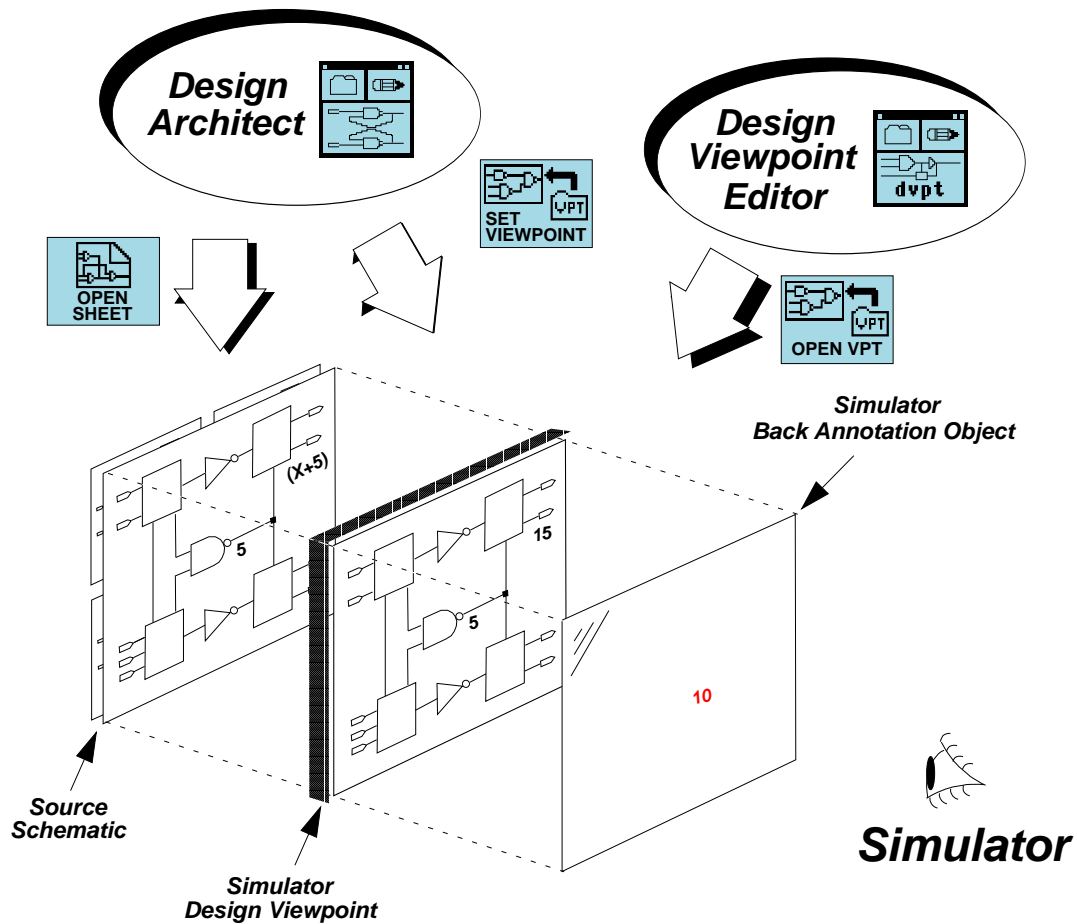 Design
Architect
Design
Viewpoint
Editor
dvpt
VPT
SET
VIEWPOINT
OPEN
SHEET
VPT
OPEN VPT
Simulator
Back Annotation Object
(X+5)
5
15
5
10
Source
Schematic
Simulator
Design Viewpoint
Simulator